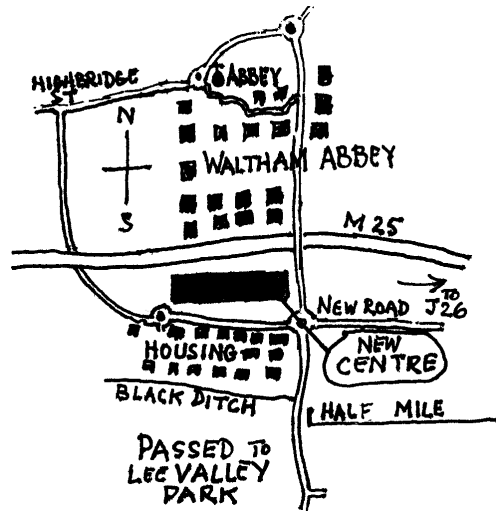 HIGHBRIDGE
ST
ABBEY
N
WALTHAM ABBEY
S
M 25
NEW ROAD
TO
J26
NEW
CENTRE
HOUSING
BLACK DITCH
HALF MILE
PASSED TO
LEE VALLEY
PARK